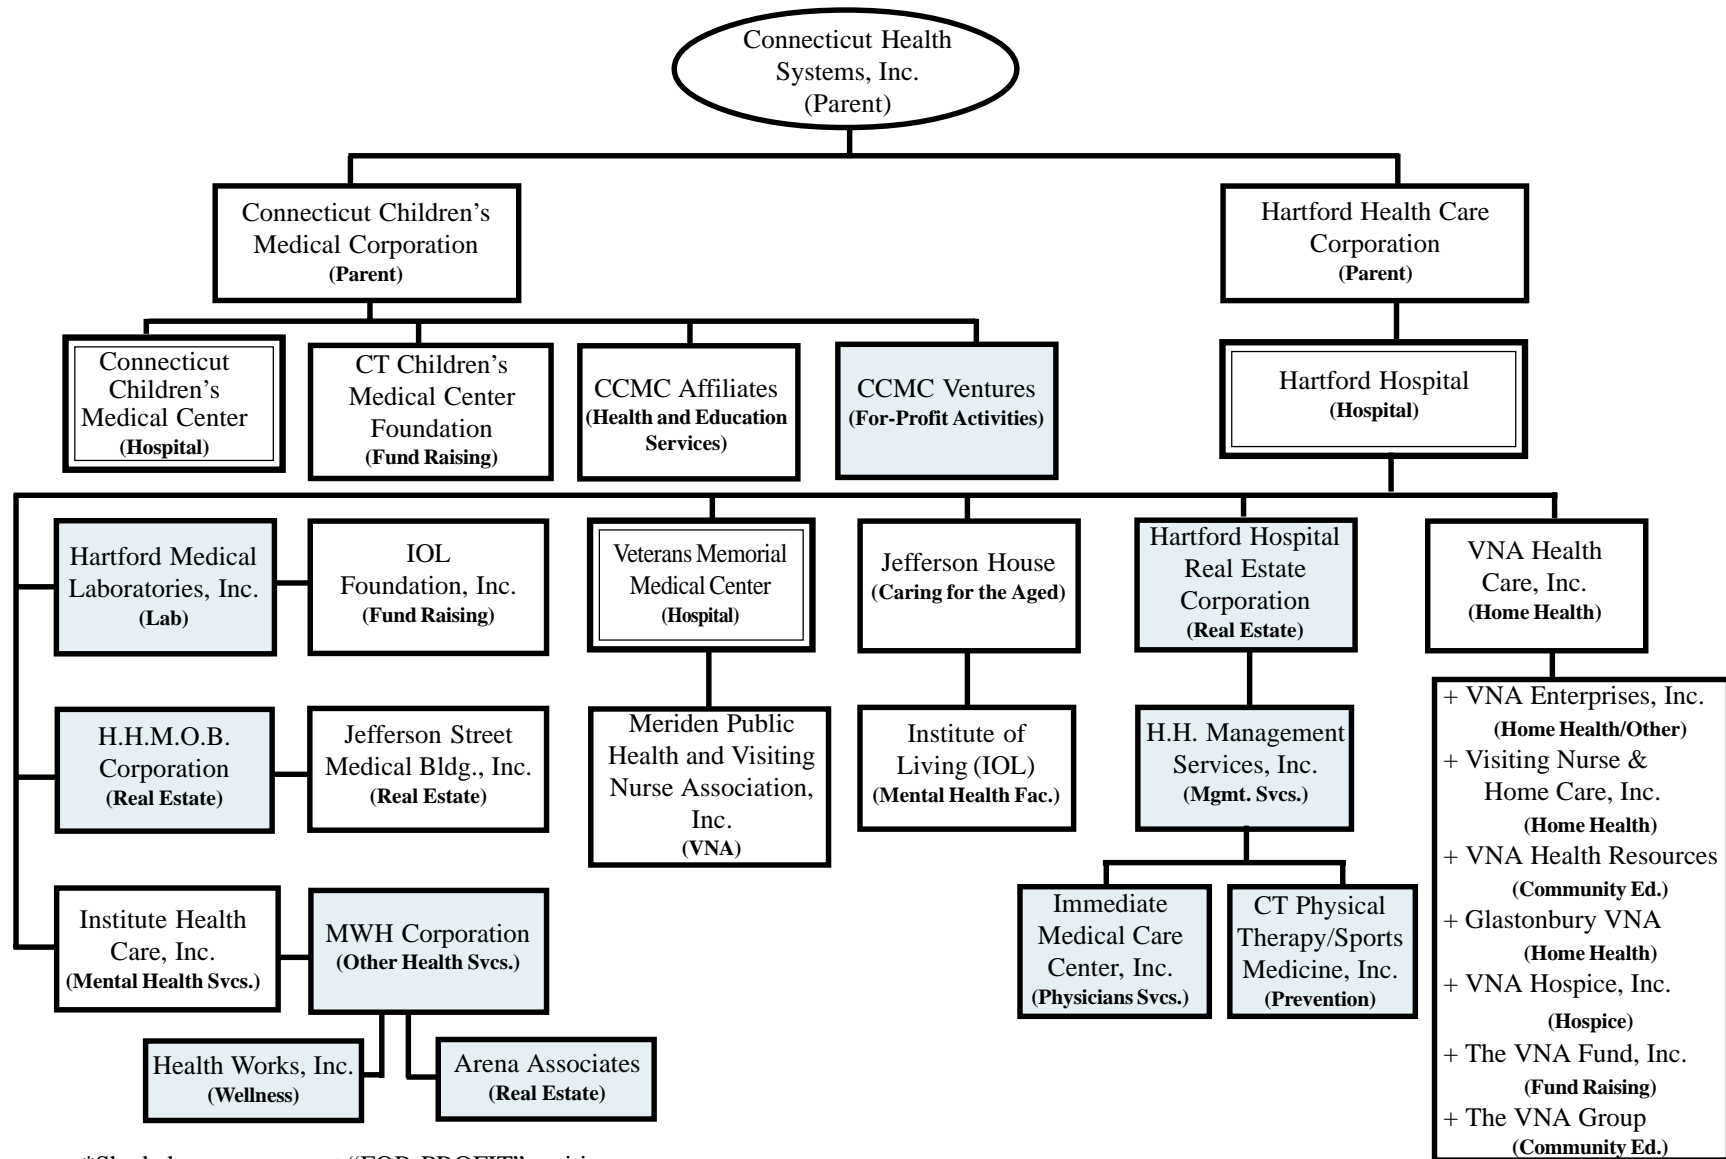 Connecticut Health
Systems, Inc.
(Parent)
Connecticut Children's
Medical Corporation
(Parent)
Hartford Health Care
Corporation
(Parent)
Connecticut
Children's
Medical Center
(Hospital)
CT Children's
Medical Center
Foundation
(Fund Raising)
CCMC Affiliates
(Health and Education
Services)
CCMC Ventures
(For-Profit Activities)
Hartford Hospital
(Hospital)
Hartford Medical
Laboratories, Inc.
(Lab)
IOL
Foundation, Inc.
(Fund Raising)
Veterans Memorial
Medical Center
(Hospital)
Jefferson House
(Caring for the Aged)
Hartford Hospital
Real Estate
Corporation
(Real Estate)
VNA Health
Care, Inc.
(Home Health)
H.H.M.O.B.
Corporation
(Real Estate)
Jefferson Street
Medical Bldg., Inc.
(Real Estate)
Meriden Public
Health and Visiting
Nurse Association,
Inc.
(VNA)
Institute of
Living (IOL)
(Mental Health Fac.)
H.H. Management
Services, Inc.
(Mgmt. Svcs.)
+ VNA Enterprises, Inc.
(Home Health/Other)
+ Visiting Nurse &
Home Care, Inc.
(Home Health)
+ VNA Health Resources
(Community Ed.)
+ Glastonbury VNA
(Home Health)
+ VNA Hospice, Inc.
(Hospice)
+ The VNA Fund, Inc.
(Fund Raising)
+ The VNA Group
(Community Ed.)
Institute Health
Care, Inc.
(Mental Health Svcs.)
MWH Corporation
(Other Health Svcs.)
Immediate
Medical Care
Center, Inc.
(Physicians Svcs.)
CT Physical
Therapy/Sports
Medicine, Inc.
(Prevention)
Health Works, Inc.
(Wellness)
Arena Associates
(Real Estate)